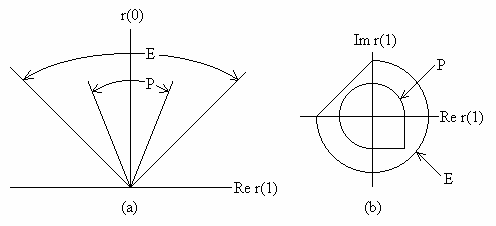 r(0)
E
P
Re r(1)
(a)
Im r(1)
P
Re r(1)
E
(b)